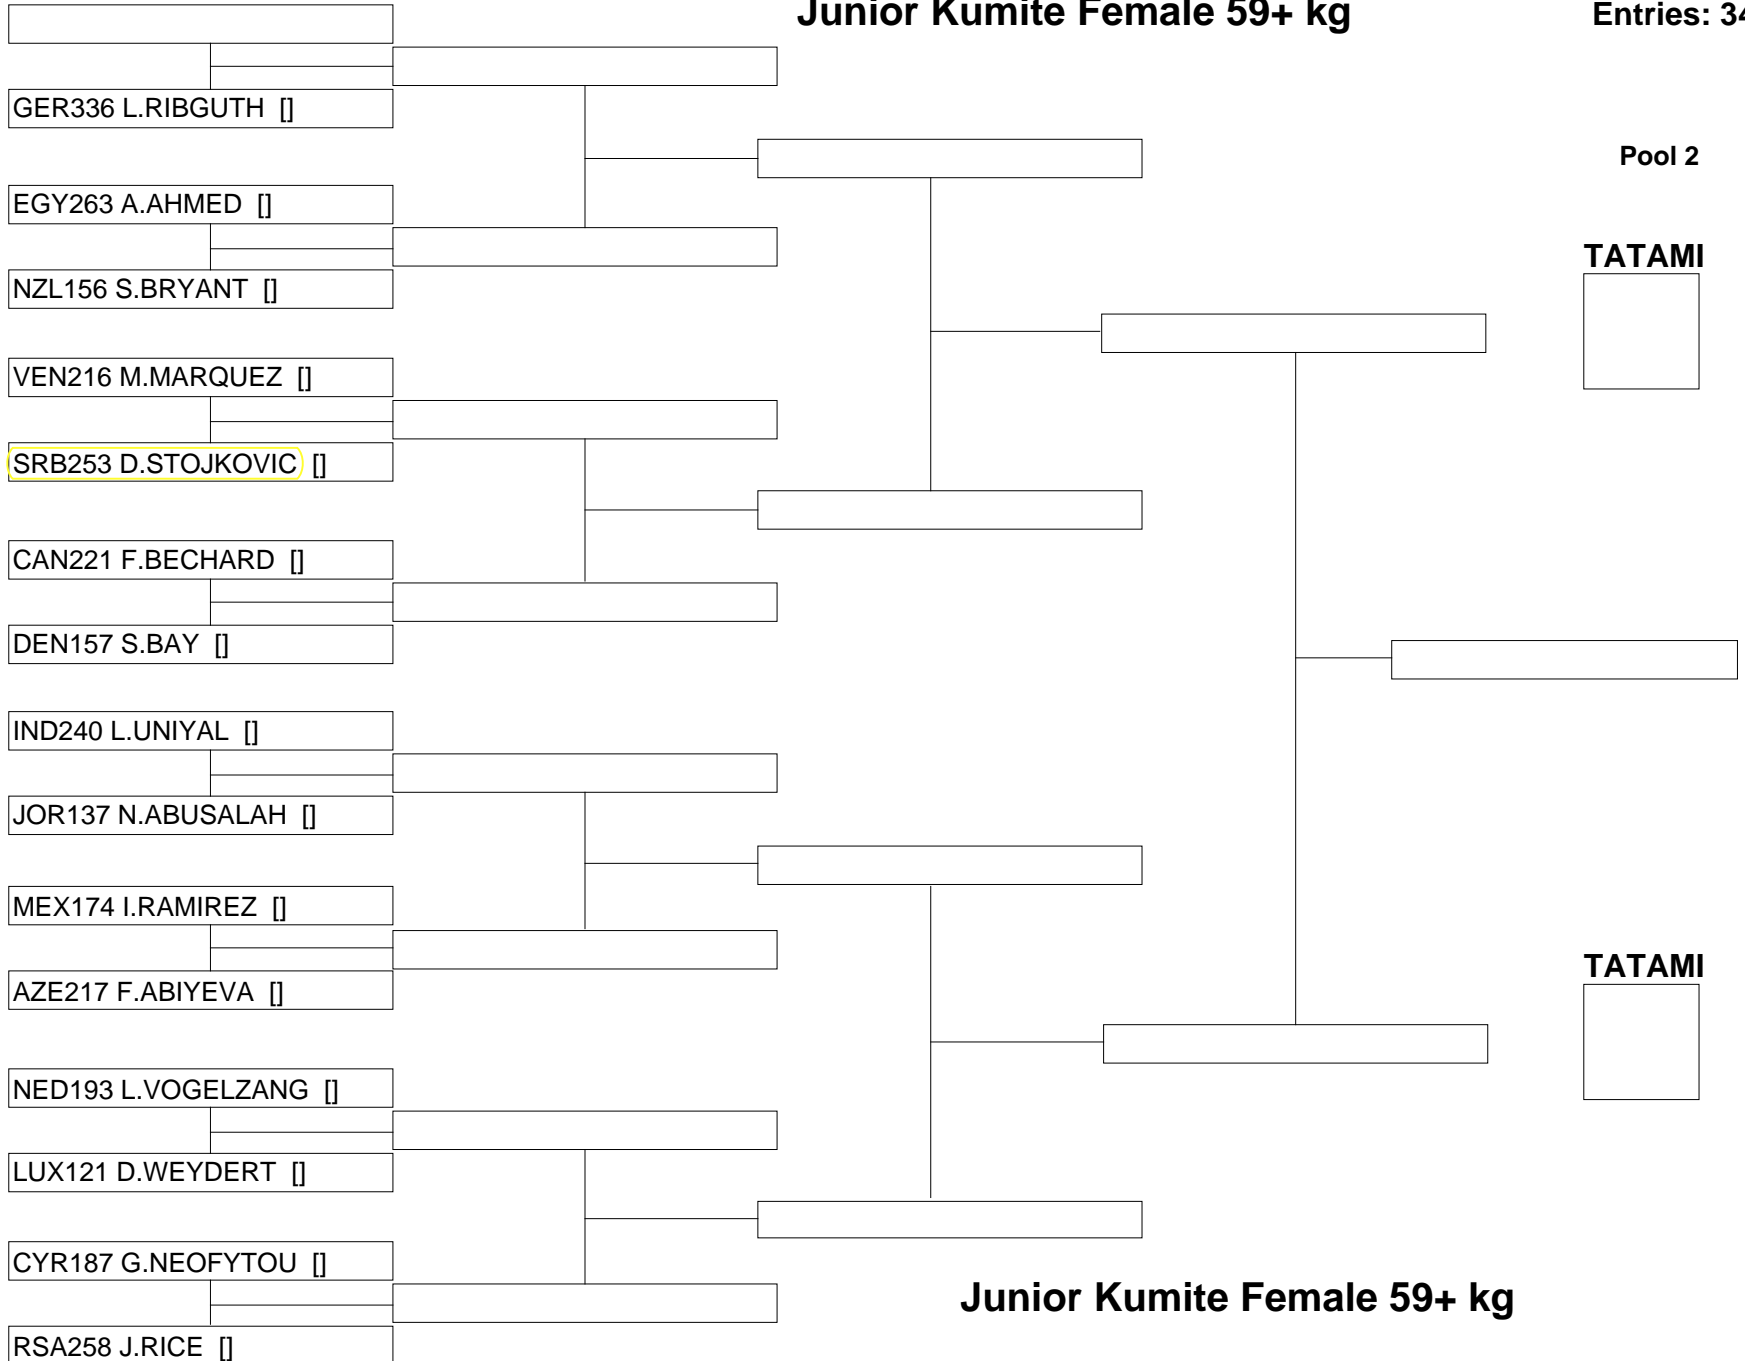 Junior Kumite Female 59+ kg
Entries: 34
GER336 L.RIBGUTH []
Pool 2
EGY263 A.AHMED []
TATAMI
NZL156 S.BRYANT []
VEN216 M.MARQUEZ []
SRB253 D.STOJKOVIC []
CAN221 F.BECHARD []
DEN157 S.BAY []
IND240 L.UNIYAL []
JOR137 N.ABUSALAH []
MEX174 I.RAMIREZ []
TATAMI
AZE217 F.ABIYEVA []
NED193 L.VOGELZANG []
LUX121 D.WEYDERT []
CYR187 G.NEOFYTOU []
Junior Kumite Female 59+ kg
RSA258 J.RICE []